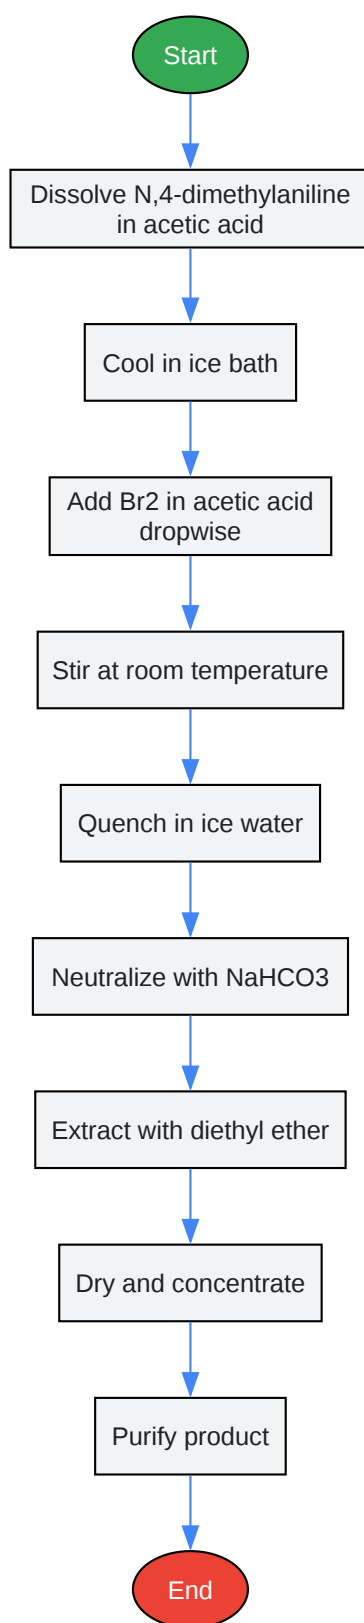 Start
Dissolve N,4-dimethylaniline
in acetic acid
Cool in ice bath
Add Br2 in acetic acid
dropwise
Stir at room temperature
Quench in ice water
Neutralize with NaHCO3
Extract with diethyl ether
Dry and concentrate
Purify product
End